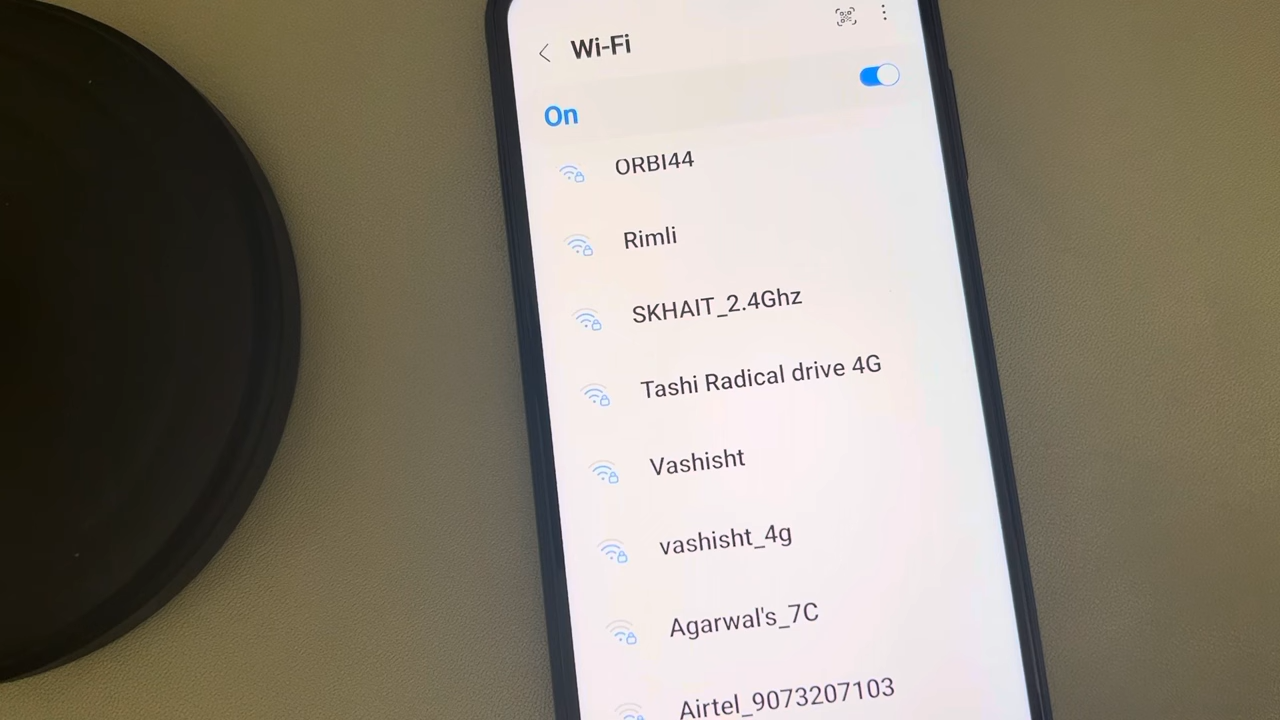 Wi-Fi
On
ORBI44
Rimli
SKHAIT_2.4Ghz
Tashi Radical drive 4G
Vashisht
vashisht_4g
Agarwal's_7C
Airtel_9073207103